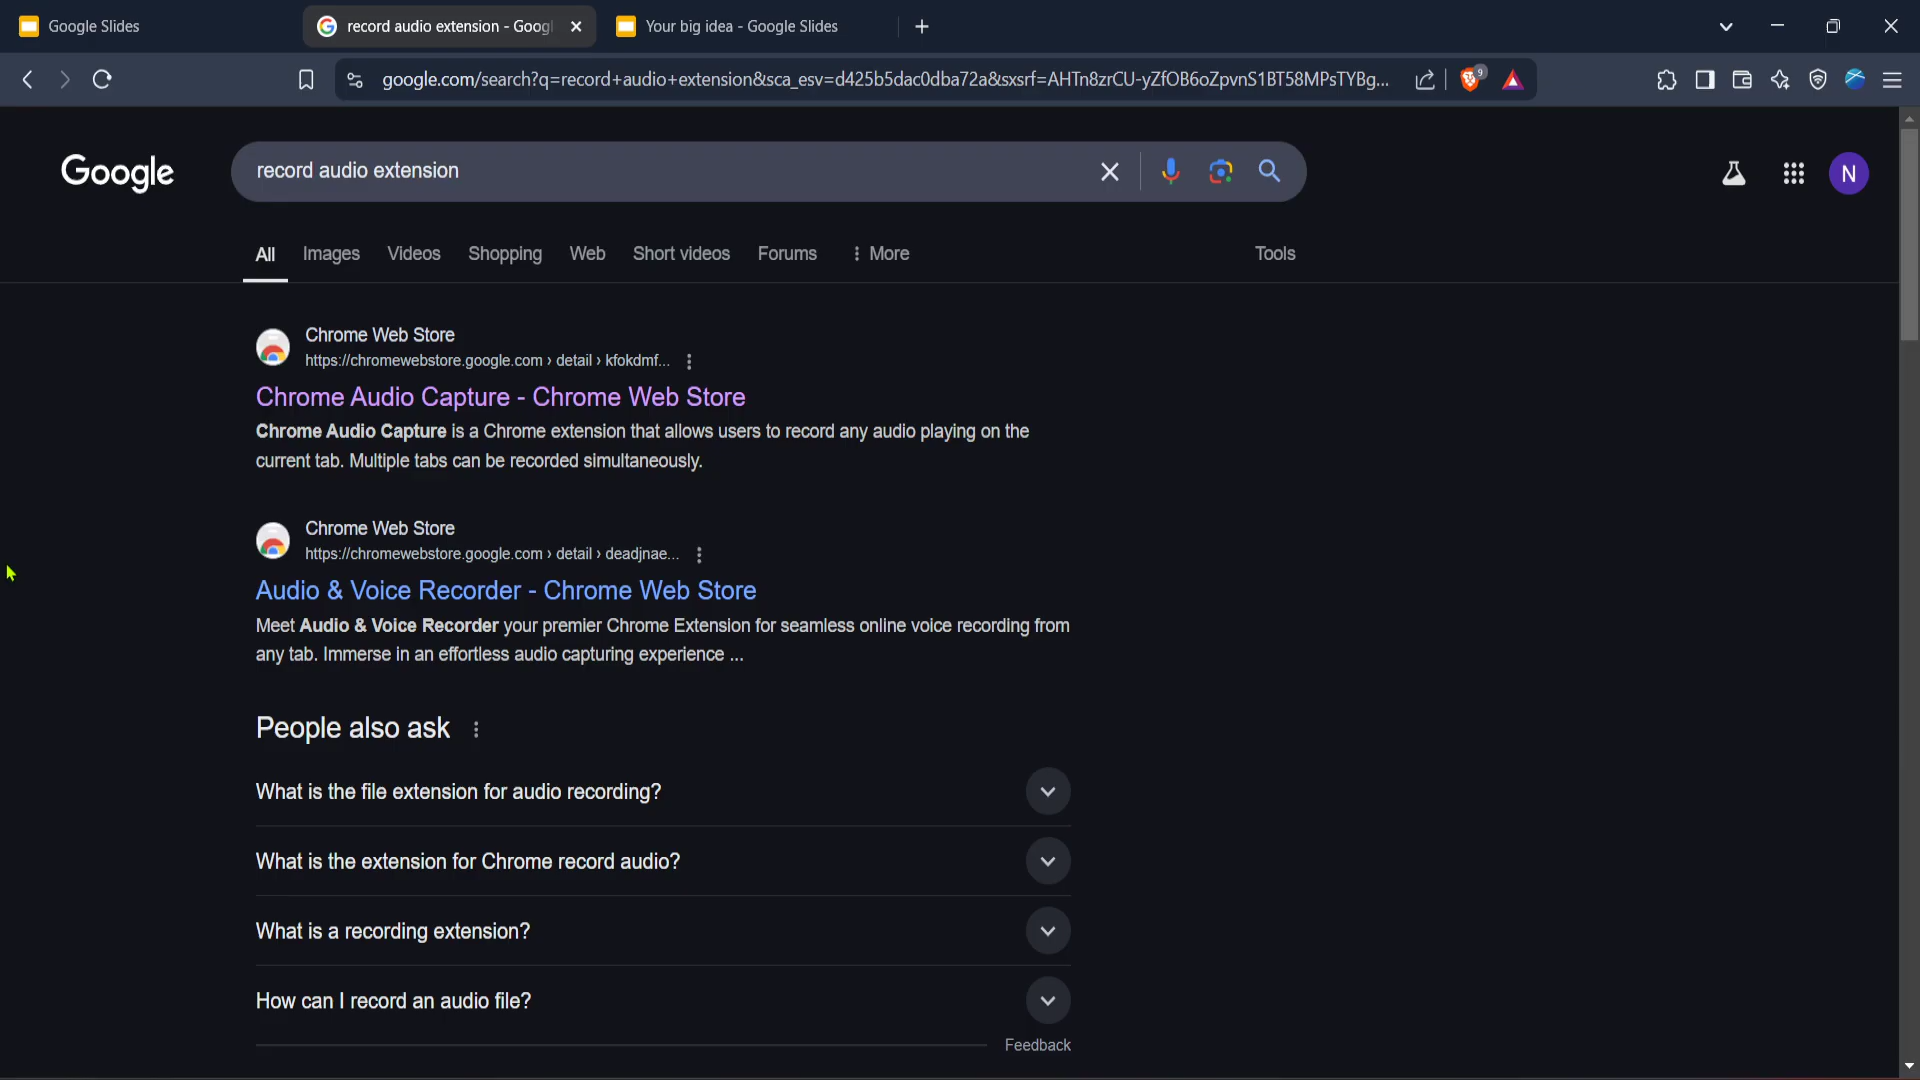 Google Slides
record audio extension - Goog
Your big idea - Google Slides
google.com/search?q=record+audio+extension&sca_esv=d425b5dac0dba72a&sxsrf=AHTn8zrCU-yZfOB6oZpvnS1BT58MPsTYBg...
9
Google
record audio extension
N
All
Images
Videos
Shopping
Web
Short videos
Forums
More
Tools
Chrome Web Store
https://chromewebstore.google.com › detail › kfokdmf...
Chrome Audio Capture - Chrome Web Store
Chrome Audio Capture is a Chrome extension that allows users to record any audio playing on the
current tab. Multiple tabs can be recorded simultaneously.
Chrome Web Store
https://chromewebstore.google.com › detail › deadjnae...
Audio & Voice Recorder - Chrome Web Store
Meet Audio & Voice Recorder your premier Chrome Extension for seamless online voice recording from
any tab. Immerse in an effortless audio capturing experience ...
People also ask
What is the file extension for audio recording?
What is the extension for Chrome record audio?
What is a recording extension?
How can I record an audio file?
Feedback